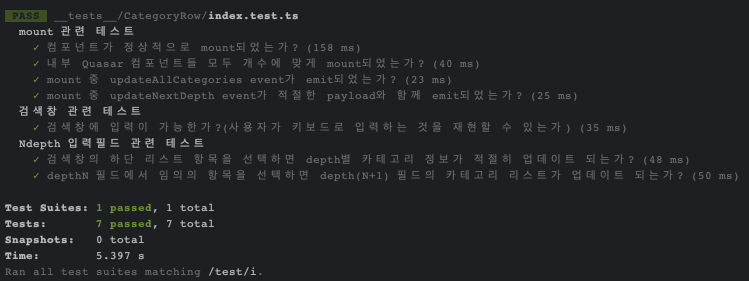 PASS __tests__/CategoryRow/index.test.ts
mount 관련 테스트
✓ 컴포넌트가 정상적으로 mount되었는가? (158 ms)
✓ 내부 Quasar 컴포넌트들 모두 개수에 맞게 mount되었는가? (40 ms)
✓ mount 중 updateAllCategories event가 emit되었는가? (23 ms)
✓ mount 중 updateNextDepth event가 적절한 payload와 함께 emit되었는가? (25 ms)
검색창 관련 테스트
✓ 검색창에 입력이 가능한가?(사용자가 키보드로 입력하는 것을 재현할 수 있는가) (35 ms)
Ndepth 입력필드 관련 테스트
✓ 검색창의 하단 리스트 항목을 선택하면 depth별 카테고리 정보가 적절히 업데이트 되는가? (48 ms)
✓ depthN 필드에서 임의의 항목을 선택하면 depth(N+1) 필드의 카테고리 리스트가 업데이트 되는가? (50 ms)
Test Suites: 1 passed, 1 total
Tests: 7 passed, 7 total
Snapshots: 0 total
Time: 5.397 s
Ran all test suites matching /test/i.